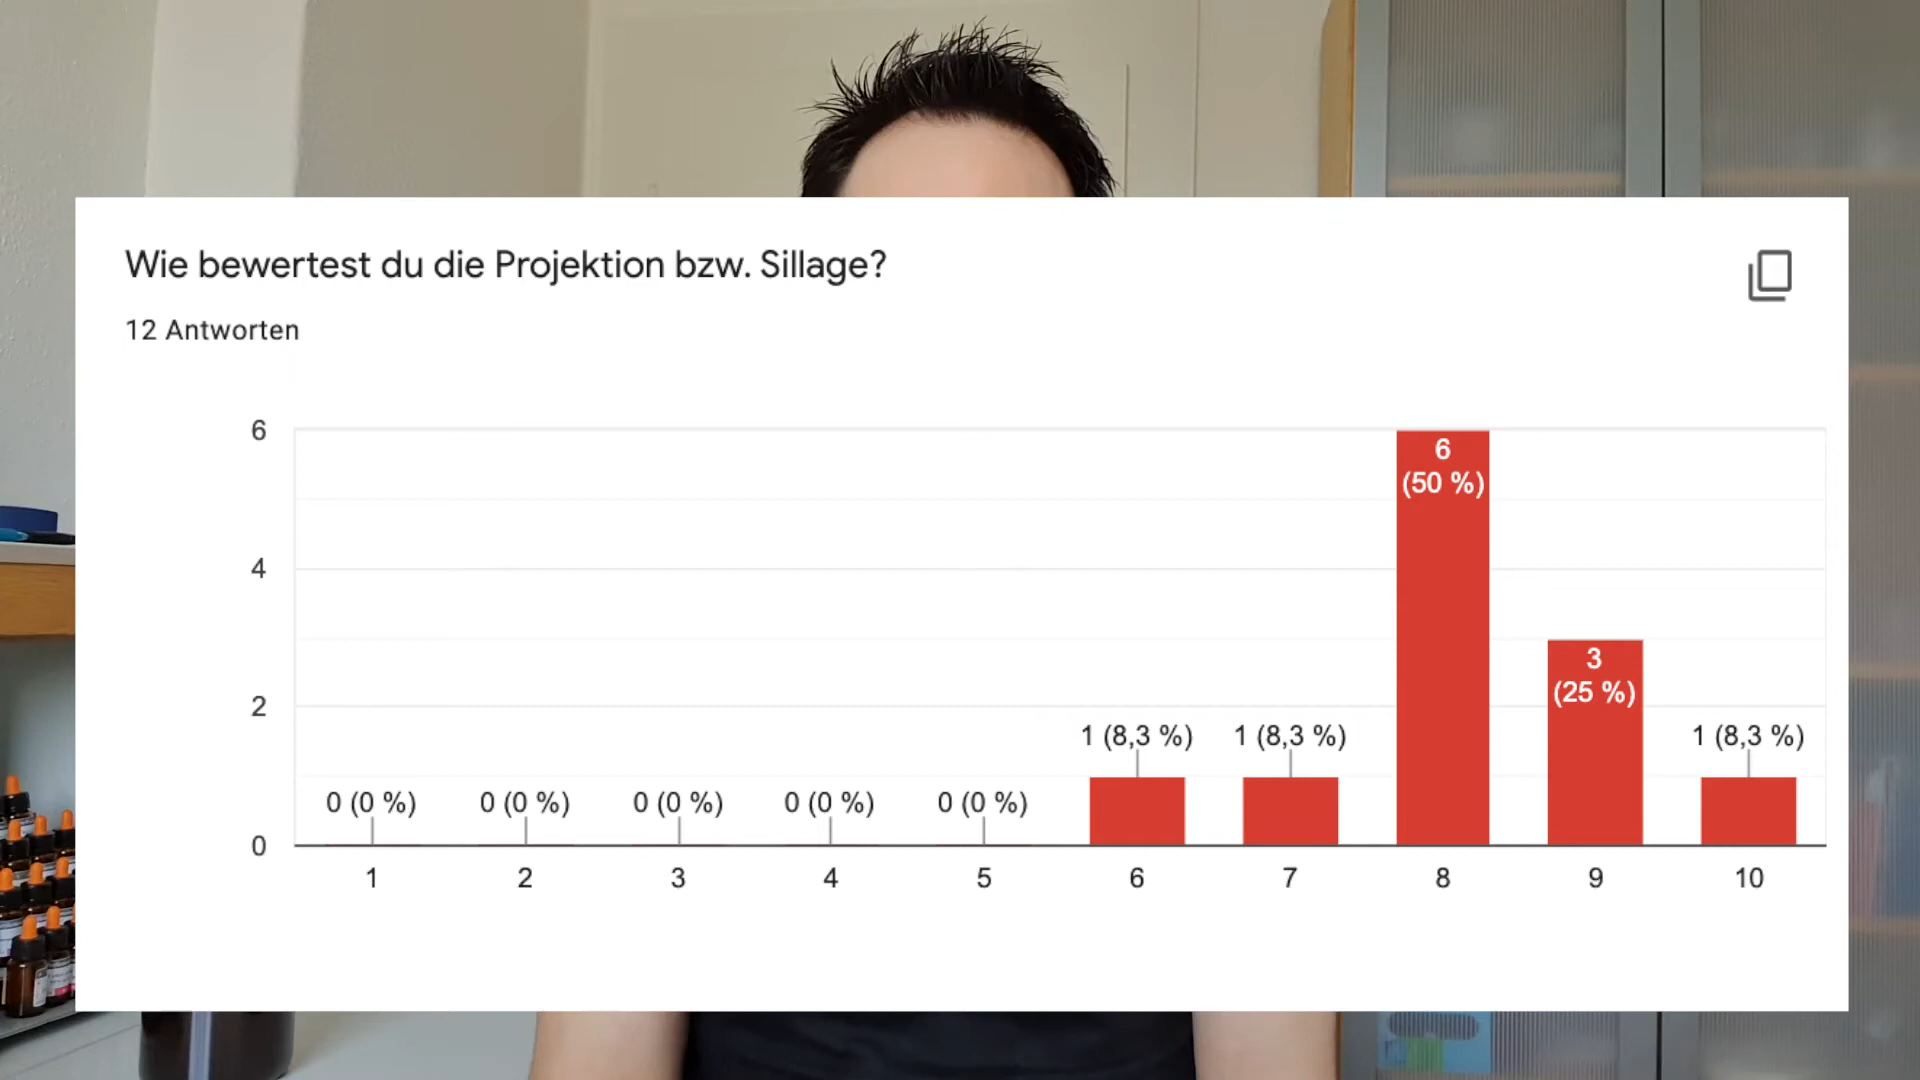 Wie bewertest du die Projektion bzw. Sillage?
12 Antworten
6
4
2
0
0 (0 %)
0 (0 %)
0 (0 %)
0 (0 %)
0 (0 %)
1 (8,3 %)
1 (8,3 %)
6
(50 %)
3
(25 %)
1 (8,3 %)
1
2
3
4
5
6
7
8
9
10